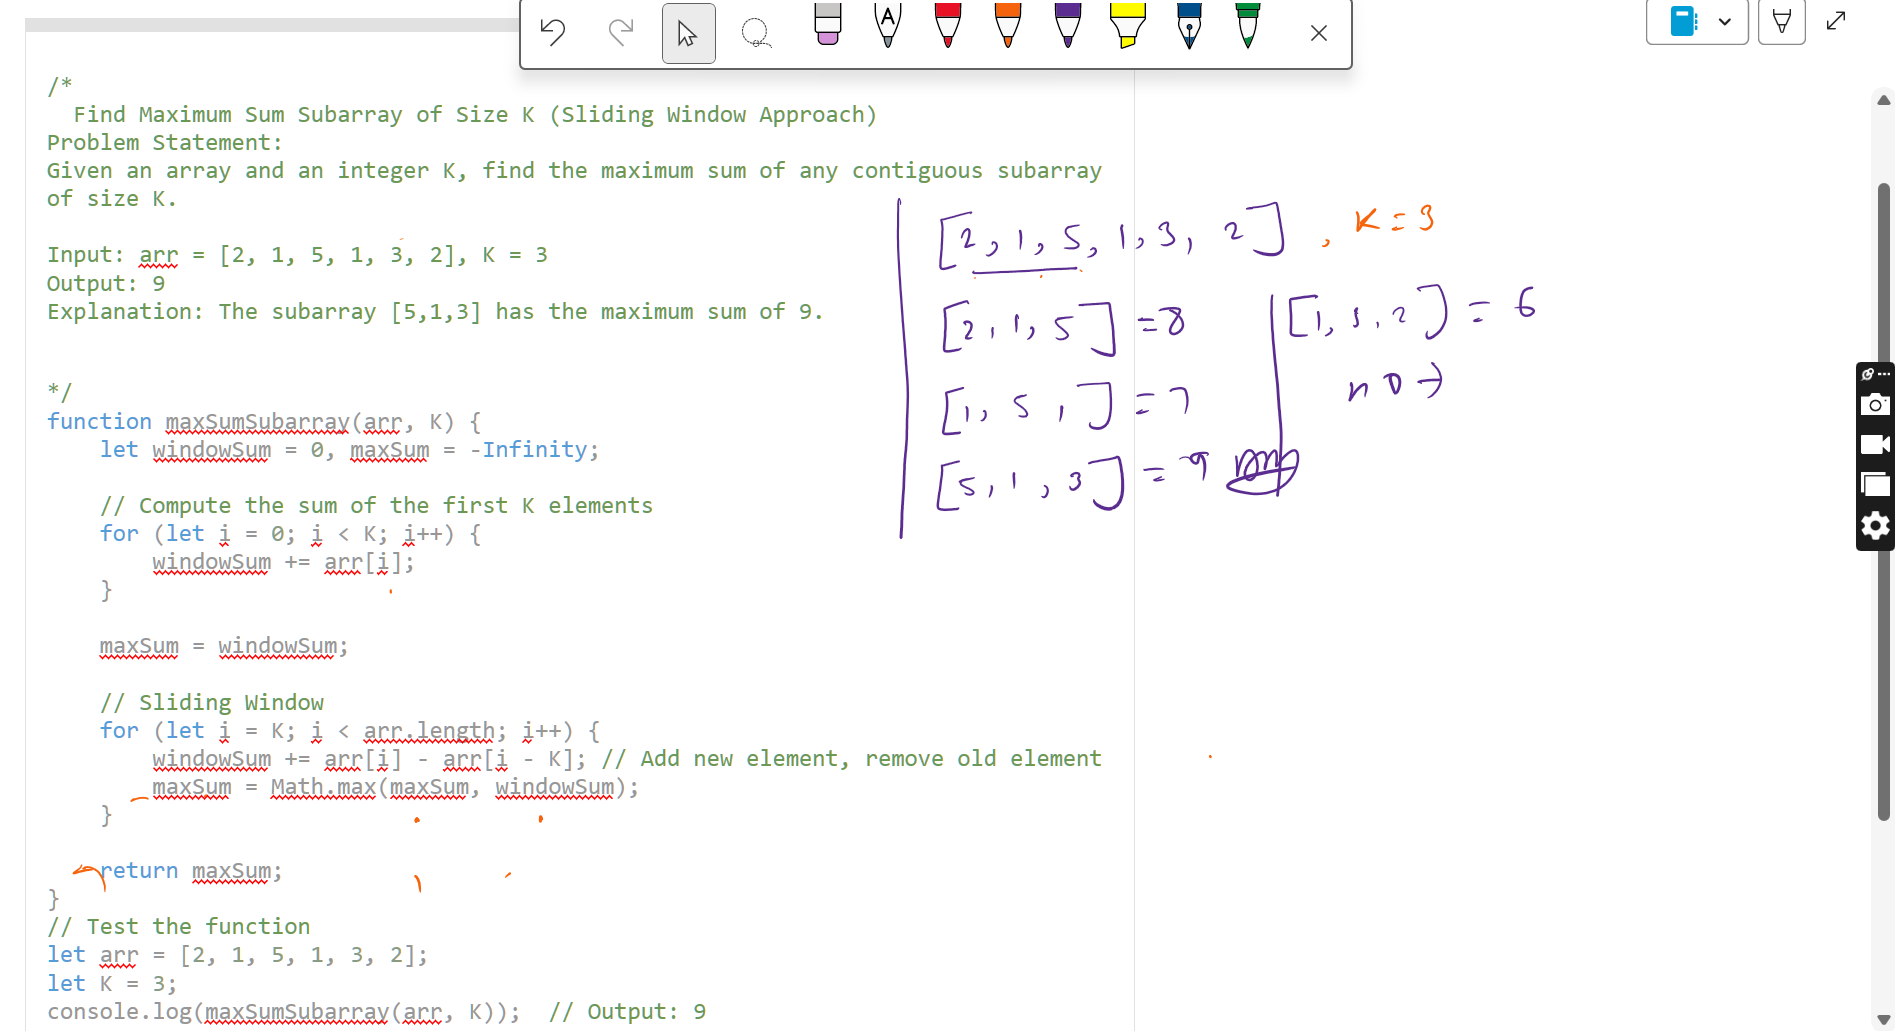 /*
  Find Maximum Sum Subarray of Size K (Sliding Window Approach)
Problem Statement:
Given an array and an integer K, find the maximum sum of any contiguous subarray
of size K.
Input: arr = [2, 1, 5, 1, 3, 2], K = 3
Output: 9
Explanation: The subarray [5,1,3] has the maximum sum of 9.
*/
function maxSumSubarray(arr, K) {
    let windowSum = 0, maxSum = -Infinity;
    // Compute the sum of the first K elements
    for (let i = 0; i < K; i++) {
        windowSum += arr[i];
    }
    maxSum = windowSum;
    // Sliding Window
    for (let i = K; i < arr.length; i++) {
        windowSum += arr[i] - arr[i - K]; // Add new element, remove old element
        maxSum = Math.max(maxSum, windowSum);
    }
    return maxSum;
}
// Test the function
let arr = [2, 1, 5, 1, 3, 2];
let K = 3;
console.log(maxSumSubarray(arr, K));  // Output: 9
[2, 1, 5, 1, 3, 2], K = 3
[2, 1, 5] = 8
[1, 5, ] = 7
[5, 1, 3] = 9
[1, 3, 2] = 6